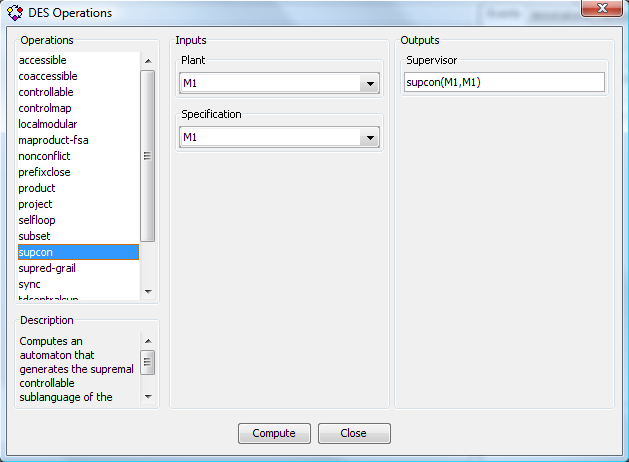 DES Operations
Operations
accessible
coaccessible
controllable
controlmap
localmodular
maproduct-fsa
nonconflict
prefixclose
product
project
selfloop
subset
supcon
supred-grail
sync
Description
Computes an
automaton that
generates the supremal
controllable
sublanguage of the
Inputs
Plant
M1
Specification
M1
Outputs
Supervisor
supcon(M1,M1)
Compute
Close